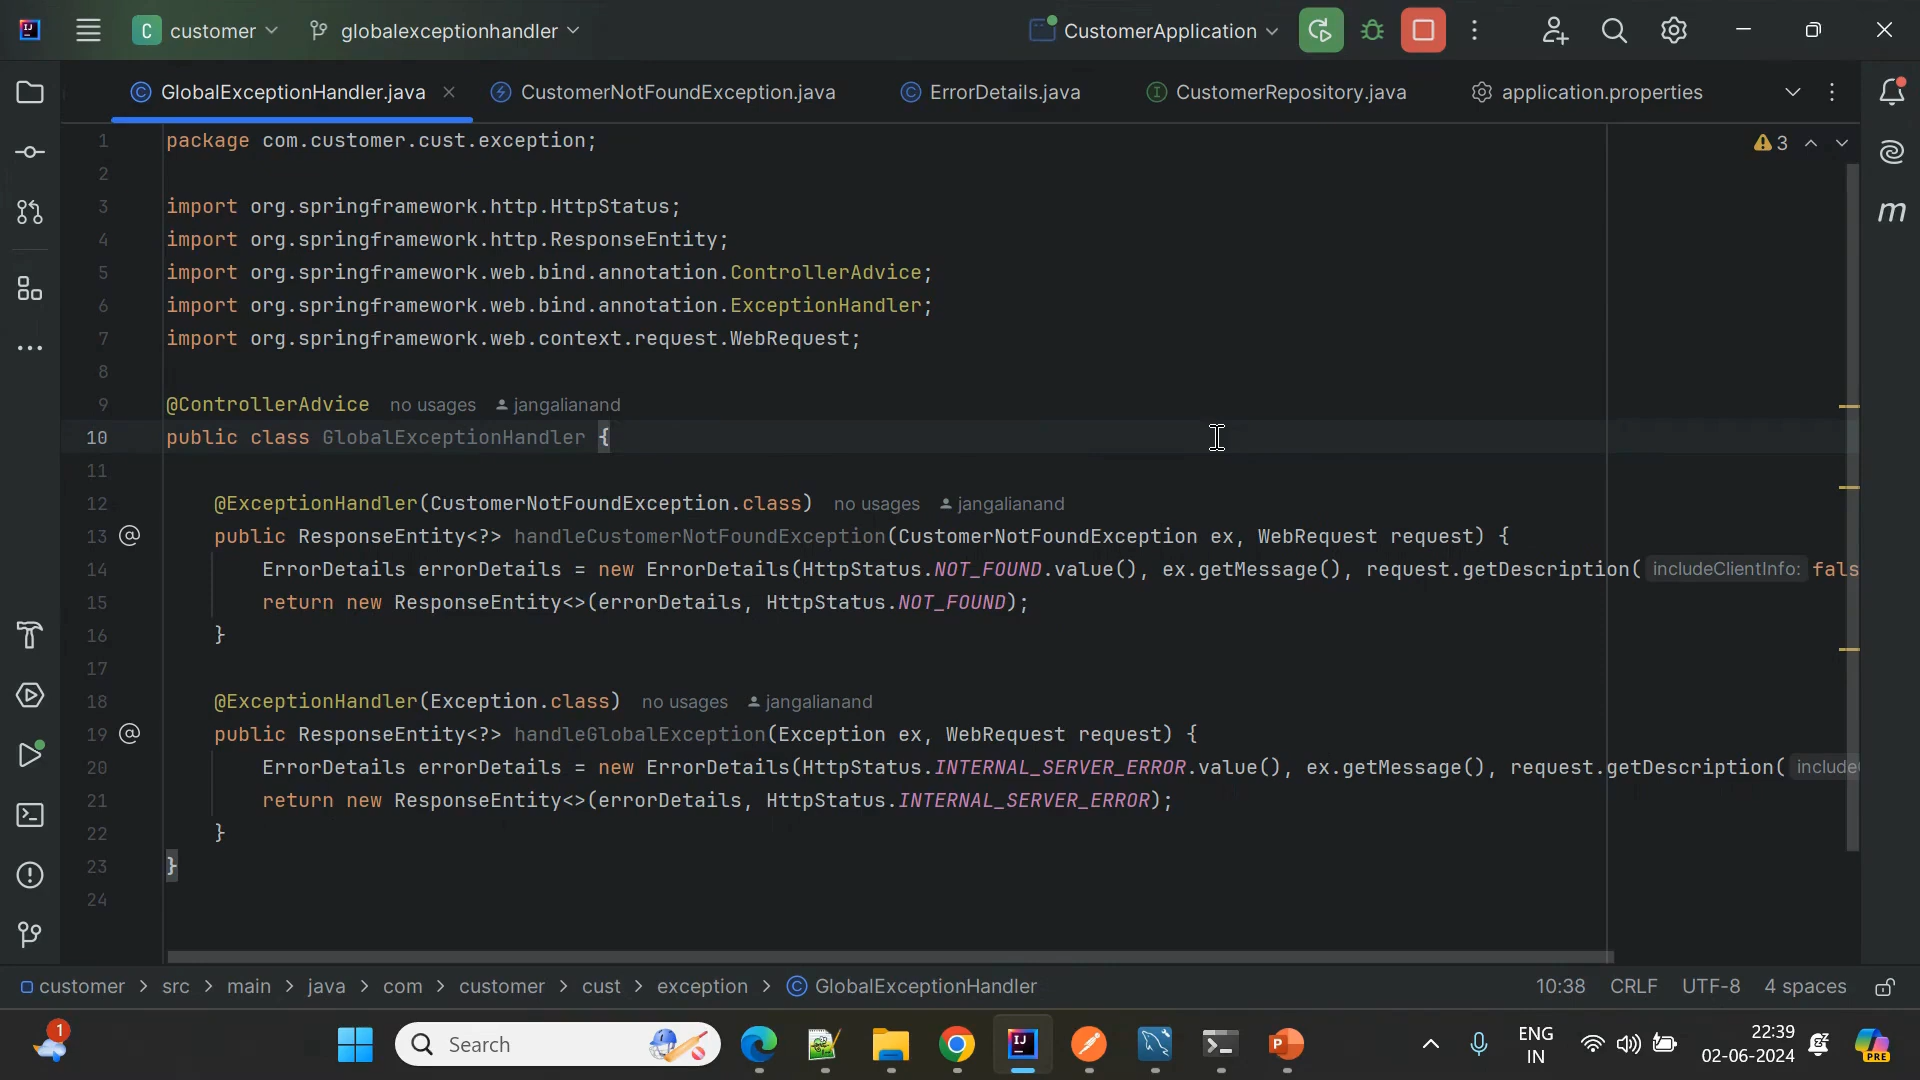 C customer globalexceptionhandler CustomerApplication
GlobalExceptionHandler.java CustomerNotFoundException.java ErrorDetails.java CustomerRepository.java application.properties
1 package com.customer.cust.exception; 3
2
3 import org.springframework.http.HttpStatus;
4 import org.springframework.http.ResponseEntity;
5 import org.springframework.web.bind.annotation.ControllerAdvice;
6 import org.springframework.web.bind.annotation.ExceptionHandler;
7 import org.springframework.web.context.request.WebRequest;
8
9 @ControllerAdvice no usages jangalianand
10 public class GlobalExceptionHandler {
11
12 @ExceptionHandler(CustomerNotFoundException.class) no usages jangalianand
13 public ResponseEntity<?> handleCustomerNotFoundException(CustomerNotFoundException ex, WebRequest request) {
14 ErrorDetails errorDetails = new ErrorDetails(HttpStatus.NOT_FOUND.value(), ex.getMessage(), request.getDescription( includeClientInfo: fals
15 return new ResponseEntity<>(errorDetails, HttpStatus.NOT_FOUND);
16 }
17
18 @ExceptionHandler(Exception.class) no usages jangalianand
19 public ResponseEntity<?> handleGlobalException(Exception ex, WebRequest request) {
20 ErrorDetails errorDetails = new ErrorDetails(HttpStatus.INTERNAL_SERVER_ERROR.value(), ex.getMessage(), request.getDescription( include
21 return new ResponseEntity<>(errorDetails, HttpStatus.INTERNAL_SERVER_ERROR);
22 }
23 }
24
customer > src > main > java > com > customer > cust > exception > GlobalExceptionHandler 10:38 CRLF UTF-8 4 spaces
1 Search ENG 22:39
IN 02-06-2024 PRE